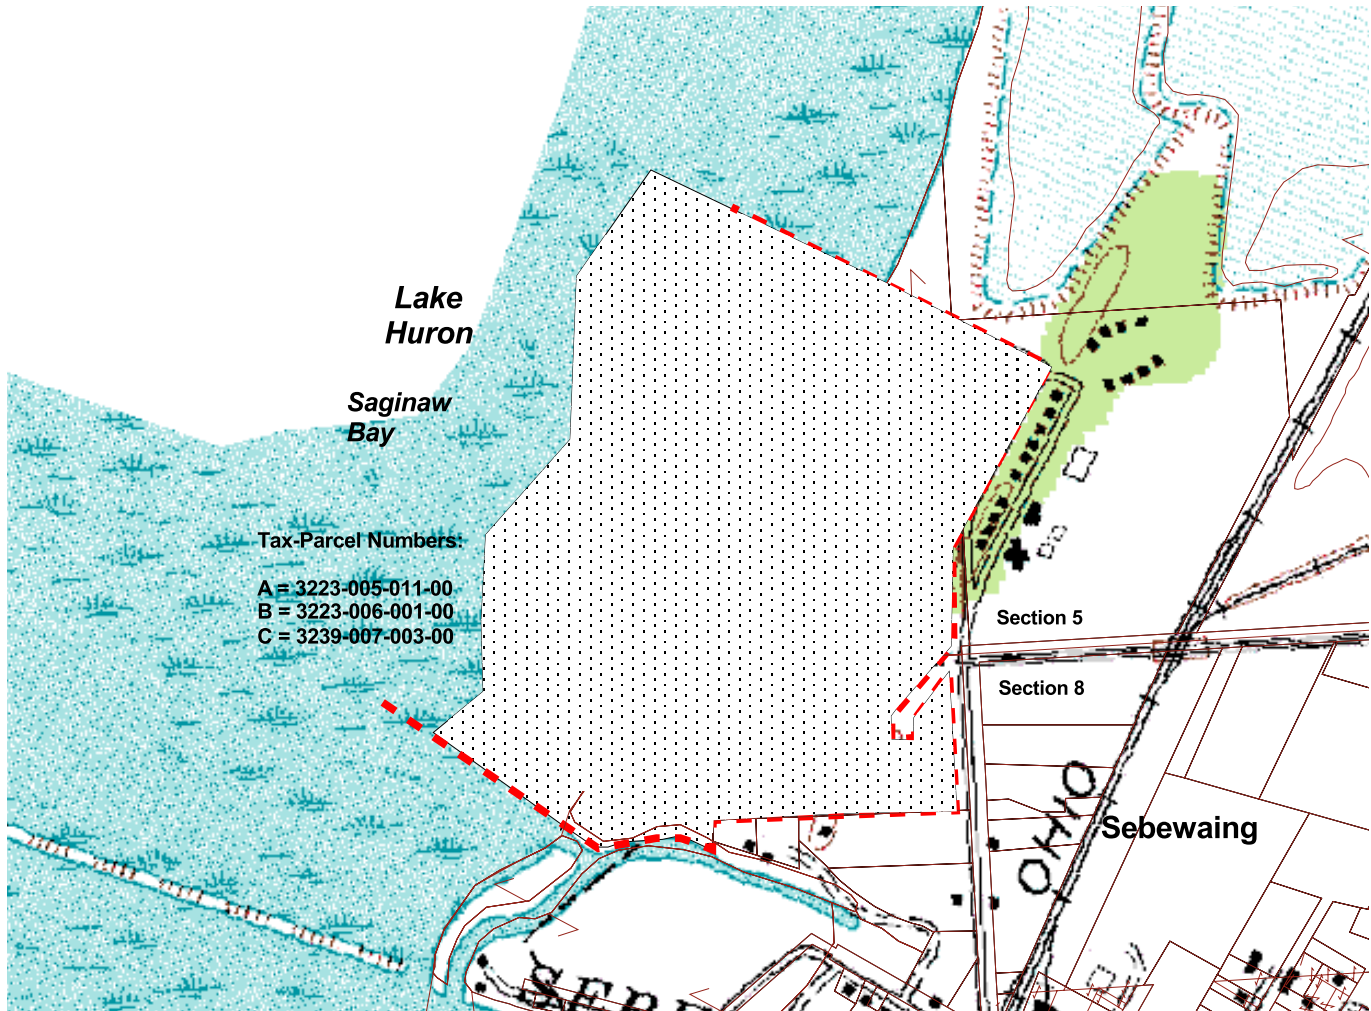 Lake
Huron
Saginaw
Bay
Tax-Parcel Numbers:
A = 3223-005-011-00
B = 3223-006-001-00
C = 3239-007-003-00
Section 5
Section 8
OHIO
Sebewaing